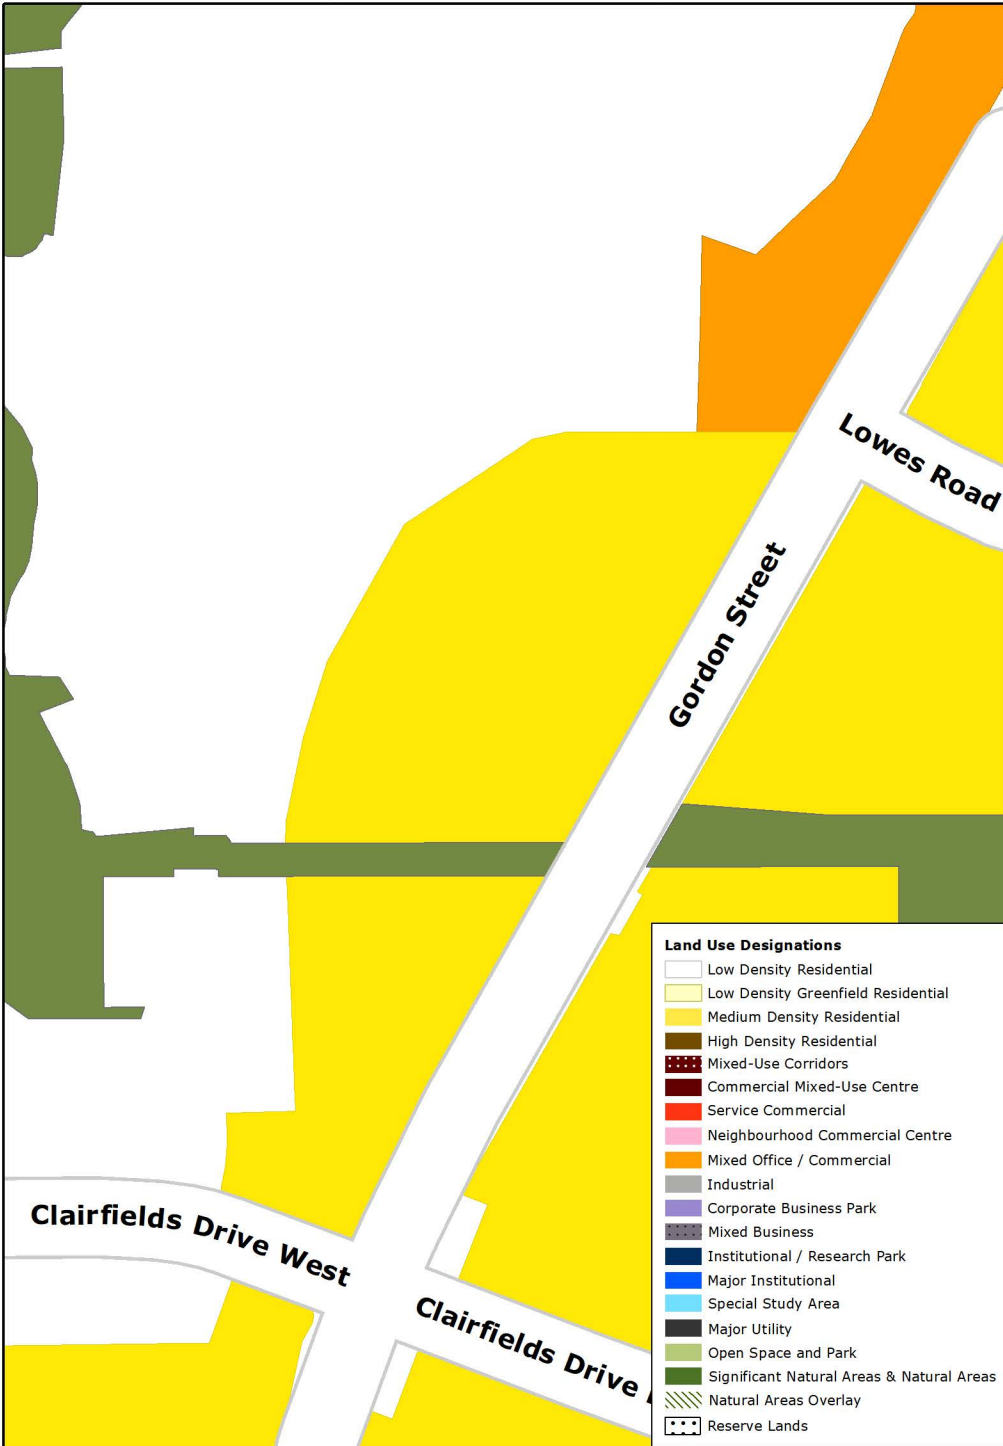 Lowes Road
Gordon Street
Clairfields Drive West
Clairfields Drive
Land Use Designations
Low Density Residential
Low Density Greenfield Residential
Medium Density Residential
High Density Residential
Mixed-Use Corridors
Commercial Mixed-Use Centre
Service Commercial
Neighbourhood Commercial Centre
Mixed Office / Commercial
Industrial
Corporate Business Park
Mixed Business
Institutional / Research Park
Major Institutional
Special Study Area
Major Utility
Open Space and Park
Significant Natural Areas & Natural Areas
Natural Areas Overlay
Reserve Lands